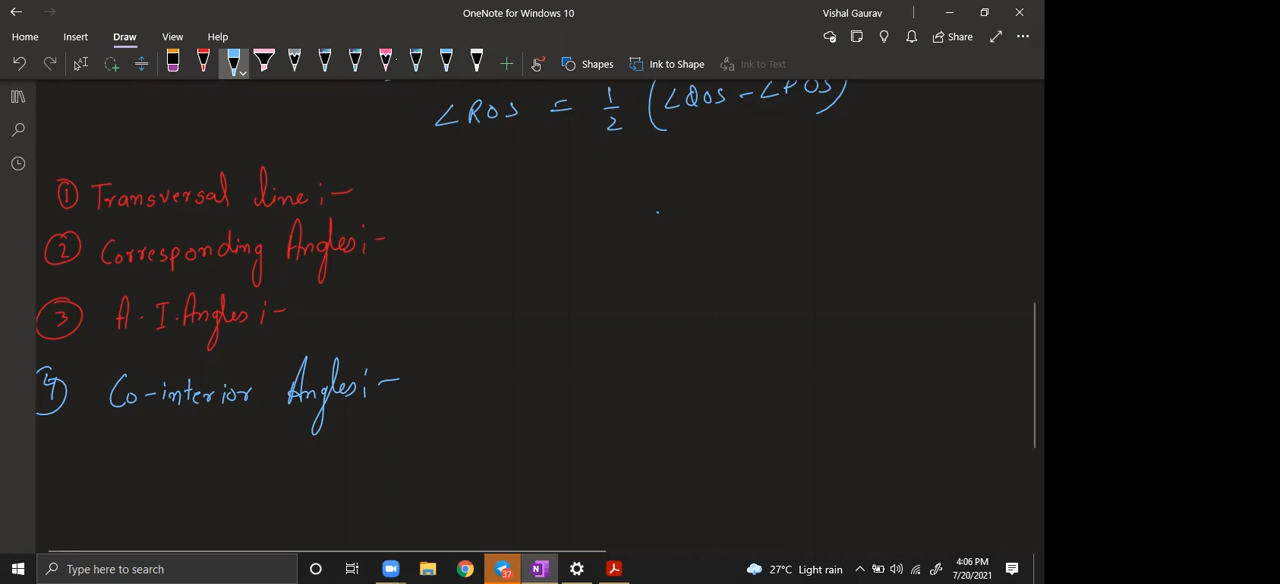 OneNote for Windows 10
Vishal Gaurav
Home Insert Draw View Help
Share
Shapes
Ink to Shape
Ink to Text
∠ROS = 1/2 (∠QOS - ∠POS)
① Transversal line :-
② Corresponding Angles :-
③ A. I. Angles :-
④ Co-interior Angles :-
Type here to search
37
27°C Light rain
4:06 PM
7/20/2021